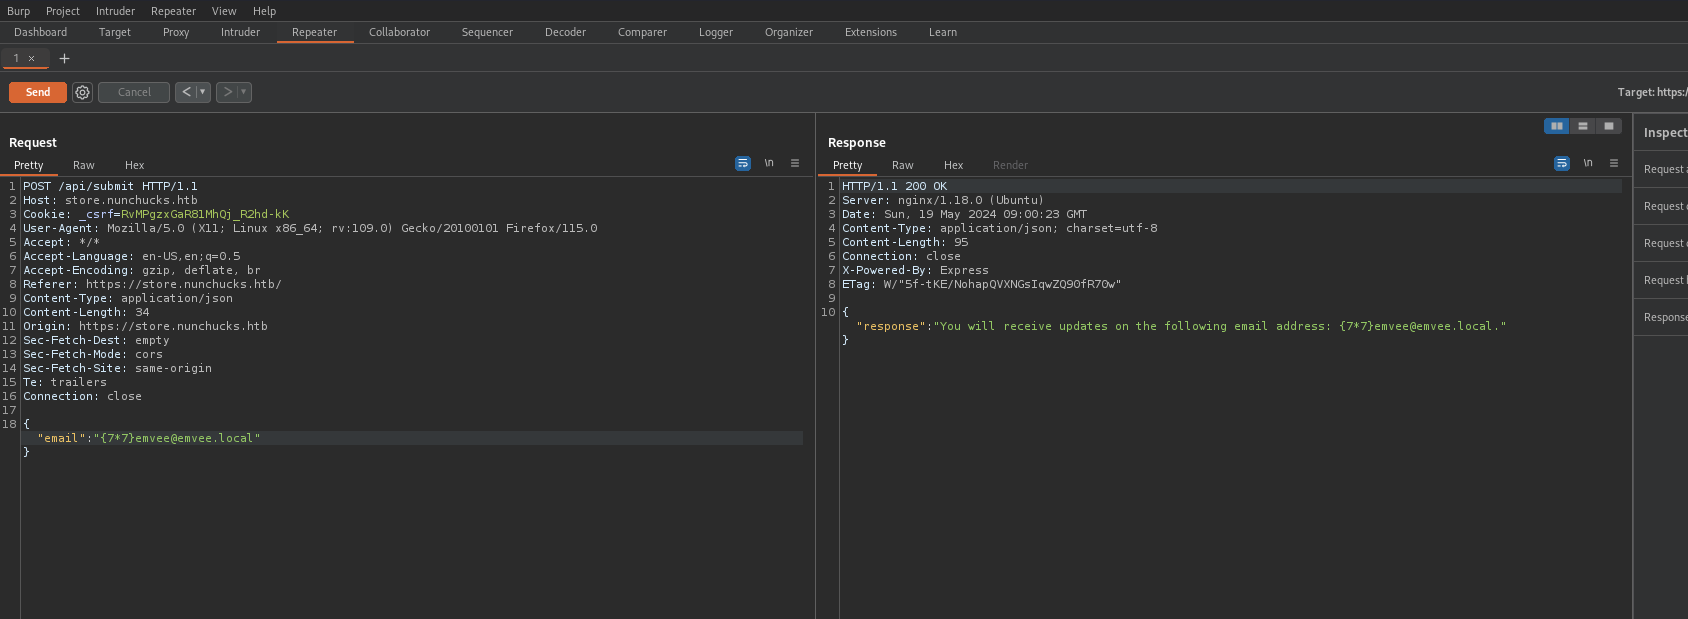 Burp Project Intruder Repeater View Help
Dashboard Target Proxy Intruder Repeater Collaborator Sequencer Decoder Comparer Logger Organizer Extensions Learn
1 × +
Send Cancel < > Target: https:/
Request
Pretty Raw Hex \n
1 POST /api/submit HTTP/1.1
2 Host: store.nunchucks.htb
3 Cookie: _csrf=RvMPgzxGaR81MhQj_R2hd-kK
4 User-Agent: Mozilla/5.0 (X11; Linux x86_64; rv:109.0) Gecko/20100101 Firefox/115.0
5 Accept: */*
6 Accept-Language: en-US,en;q=0.5
7 Accept-Encoding: gzip, deflate, br
8 Referer: https://store.nunchucks.htb/
9 Content-Type: application/json
10 Content-Length: 34
11 Origin: https://store.nunchucks.htb
12 Sec-Fetch-Dest: empty
13 Sec-Fetch-Mode: cors
14 Sec-Fetch-Site: same-origin
15 Te: trailers
16 Connection: close
17
18 {
"email":"{7*7}emvee@emvee.local"
}
Response
Pretty Raw Hex Render \n
1 HTTP/1.1 200 OK
2 Server: nginx/1.18.0 (Ubuntu)
3 Date: Sun, 19 May 2024 09:00:23 GMT
4 Content-Type: application/json; charset=utf-8
5 Content-Length: 95
6 Connection: close
7 X-Powered-By: Express
8 ETag: W/"5f-tKE/NohapQVXNGsIqwZQ90fR70w"
9
10 {
"response":"You will receive updates on the following email address: {7*7}emvee@emvee.local."
}
Inspect
Request
Request
Request
Request
Response